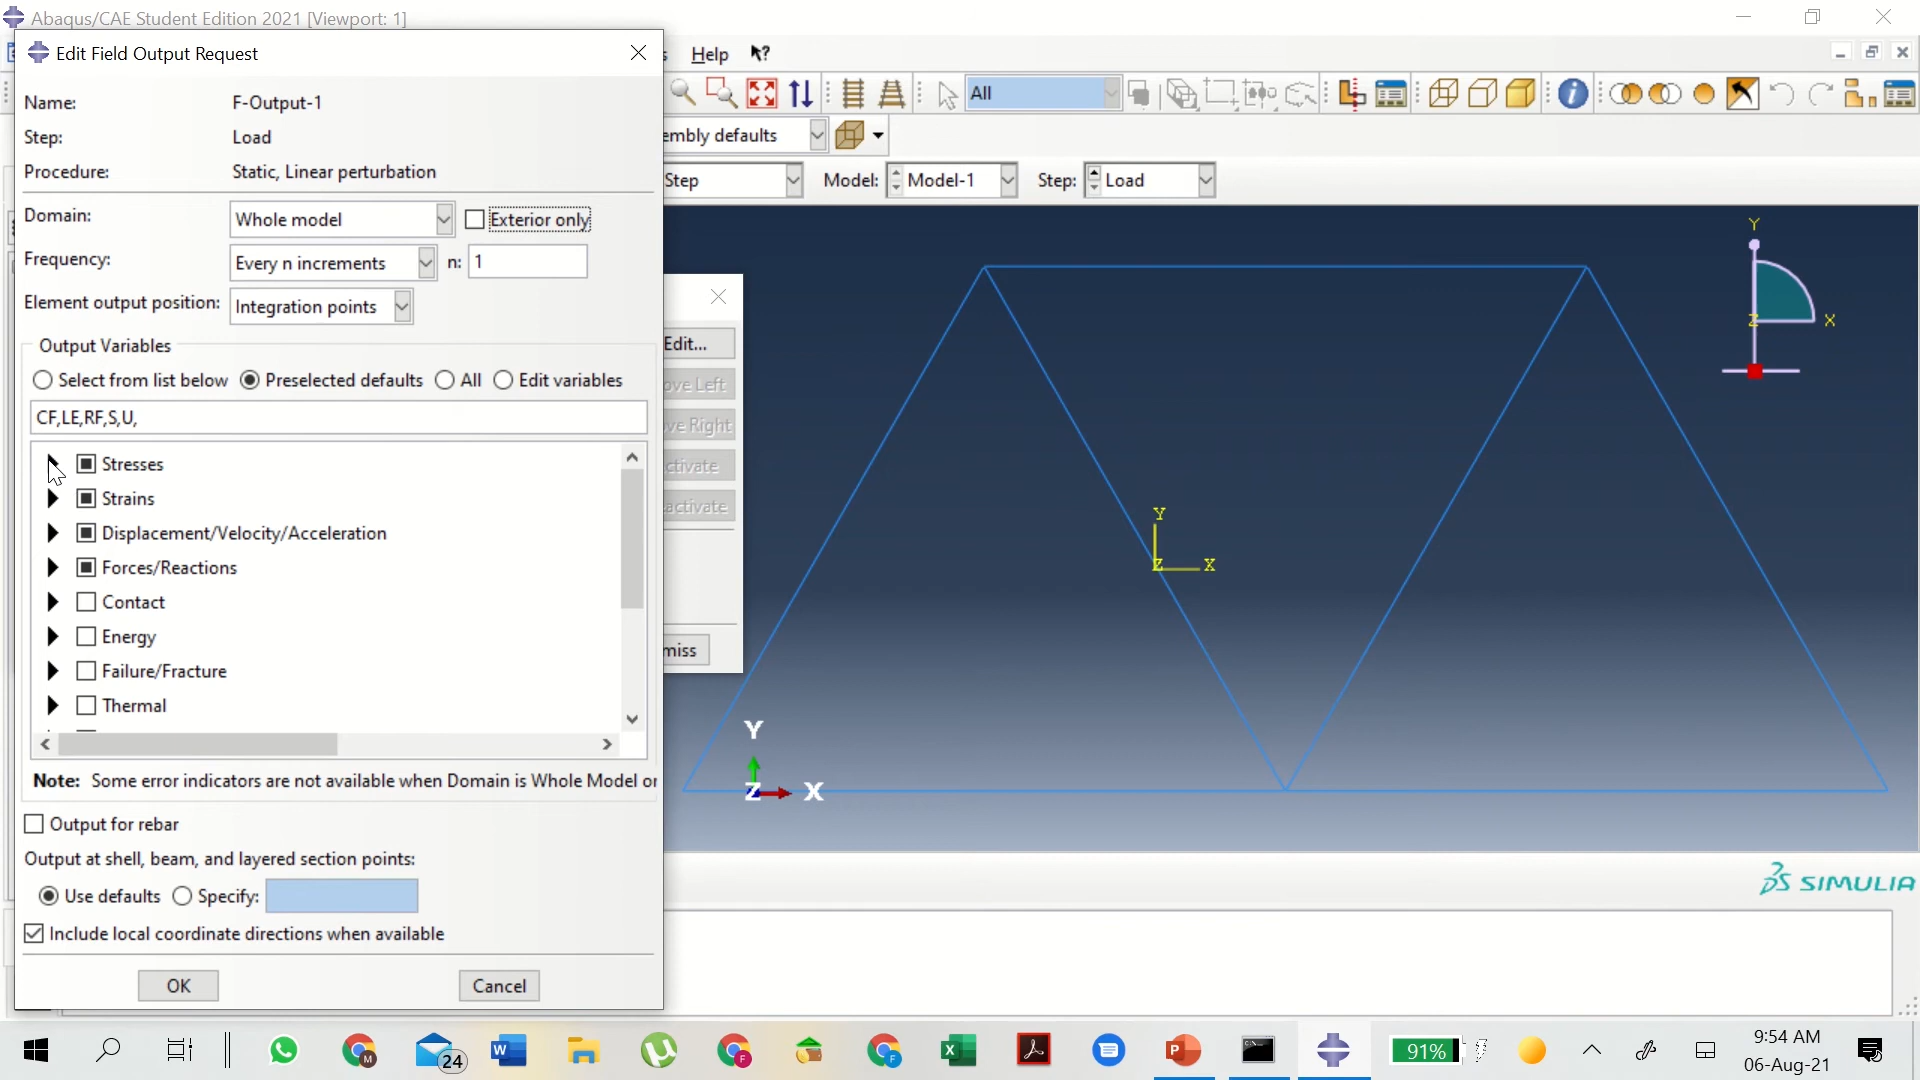 Abaqus/CAE Student Edition 2021 [Viewport: 1]
Edit Field Output Request
Help
Name: F-Output-1
All
Step: Load
mbly defaults
Procedure: Static, Linear perturbation
Step Model: Model-1 Step: Load
Domain: Whole model Exterior only
Frequency: Every n increments n: 1
Element output position: Integration points
Output Variables
Edit...
Select from list below Preselected defaults All Edit variables
ove Left
CF,LE,RF,S,U,
ove Right
Stresses
ctivate
Strains
eactivate
Displacement/Velocity/Acceleration
Forces/Reactions
Contact
Energy
miss
Failure/Fracture
Thermal
Note: Some error indicators are not available when Domain is Whole Model or
Output for rebar
Output at shell, beam, and layered section points:
Use defaults Specify:
Include local coordinate directions when available
OK Cancel
Y
X
Z
Y
X
Z
Y
X
Z
SIMULIA
24
91%
9:54 AM
06-Aug-21